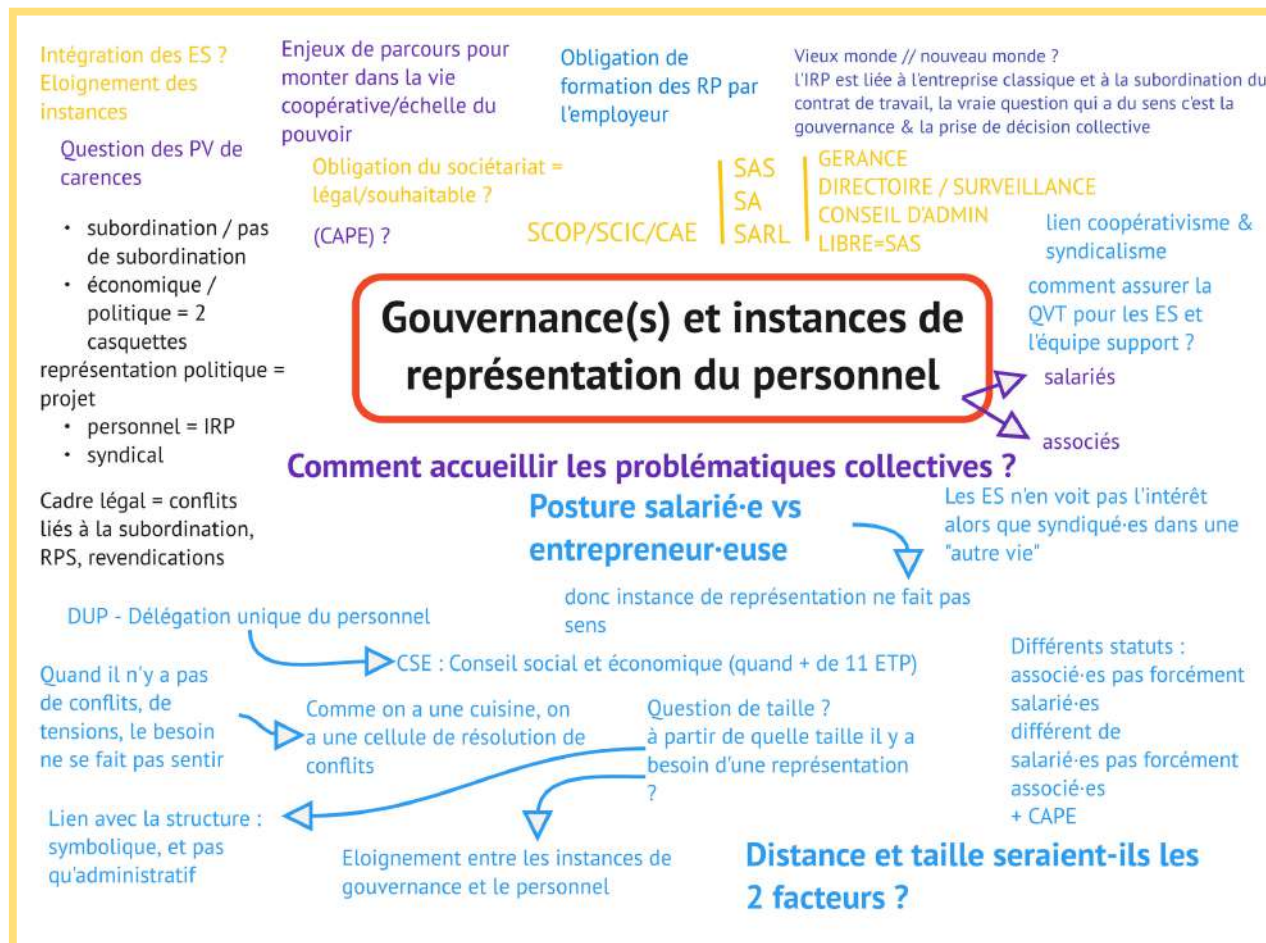 Intégration des ES ?
Eloignement des
instances
Enjeux de parcours pour
monter dans la vie
coopérative/échelle du
pouvoir
Obligation de
formation des RP par
l'employeur
Vieux monde // nouveau monde ?
l'IRP est liée à l'entreprise classique et à la subordination du
contrat de travail, la vraie question qui a du sens c'est la
gouvernance & la prise de décision collective
Question des PV de
carences
Obligation du sociétariat =
légal/souhaitable ?
(CAPE) ?
SCOP/SCIC/CAE
SAS
SA
SARL
GERANCE
DIRECTOIRE / SURVEILLANCE
CONSEIL D'ADMIN
LIBRE=SAS
lien coopérativisme &
syndicalisme
comment assurer la
QVT pour les ES et
l'équipe support ?
• subordination / pas
de subordination
• économique /
politique = 2
casquettes
représentation politique =
projet
• personnel = IRP
• syndical
Cadre légal = conflits
liés à la subordination,
RPS, revendications
Gouvernance(s) et instances de
représentation du personnel
salariés
associés
Comment accueillir les problématiques collectives ?
Posture salarié·e vs
entrepreneur·euse
Les ES n'en voit pas l'intérêt
alors que syndiqué·es dans une
"autre vie"
donc instance de représentation ne fait pas
sens
DUP - Délégation unique du personnel
CSE : Conseil social et économique (quand + de 11 ETP)
Quand il n'y a pas
de conflits, de
tensions, le besoin
ne se fait pas sentir
Comme on a une cuisine, on
a une cellule de résolution de
conflits
Question de taille ?
à partir de quelle taille il y a
besoin d'une représentation
?
Différents statuts :
associé·es pas forcément
salarié·es
différent de
salarié·es pas forcément
associé·es
+ CAPE
Lien avec la structure :
symbolique, et pas
qu'administratif
Eloignement entre les instances de
gouvernance et le personnel
Distance et taille seraient-ils les
2 facteurs ?